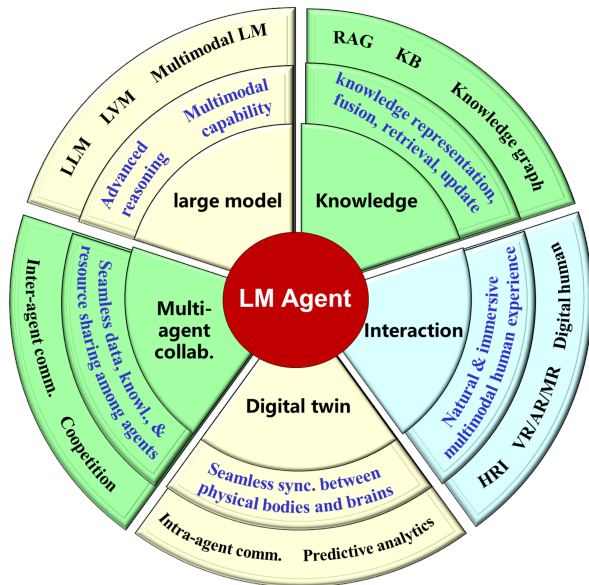 LLM LVM Multimodal LM
Advanced
reasoning
Multimodal
capability
large model
RAG KB Knowledge graph
knowledge representation,
fusion, retrieval, update
Knowledge
LM Agent
Interaction
Natural & immersive
multimodal human experience
HRI VR/AR/MR Digital human
Digital twin
Seamless sync. between
physical bodies and brains
Intra-agent comm. Predictive analytics
Multi-
agent
collab.
Seamless data, knowl., &
resource sharing among agents
Inter-agent comm. Coopetition